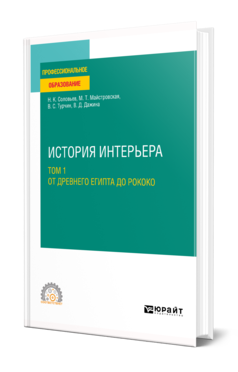 ПРОФЕССИОНАЛЬНОЕ
ОБРАЗОВАНИЕ
Н. К. Соловьев, М. Т. Майстровская,
В. С. Турчин, В. Д. Дажина
ИСТОРИЯ ИНТЕРЬЕРА
ТОМ 1
ОТ ДРЕВНЕГО ЕГИПТА ДО РОКОКО
юрайт